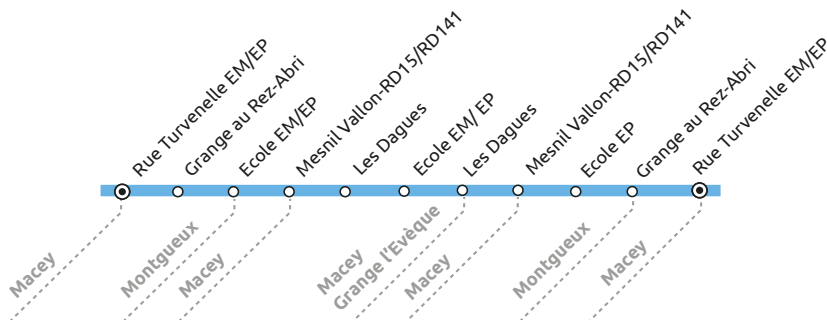 Rue Turvenelle EM/EP
Grange au Rez-Abri
Ecole EM/EP
Mesnil Vallon-RD15/RD141
Les Dagues
Ecole EM/ EP
Les Dagues
Mesnil Vallon-RD15/RD141
Ecole EP
Grange au Rez-Abri
Rue Turvenelle EM/EP
Macey
Montgueux
Macey
Macey
Grange l'Evèque
Macey
Montgueux
Macey